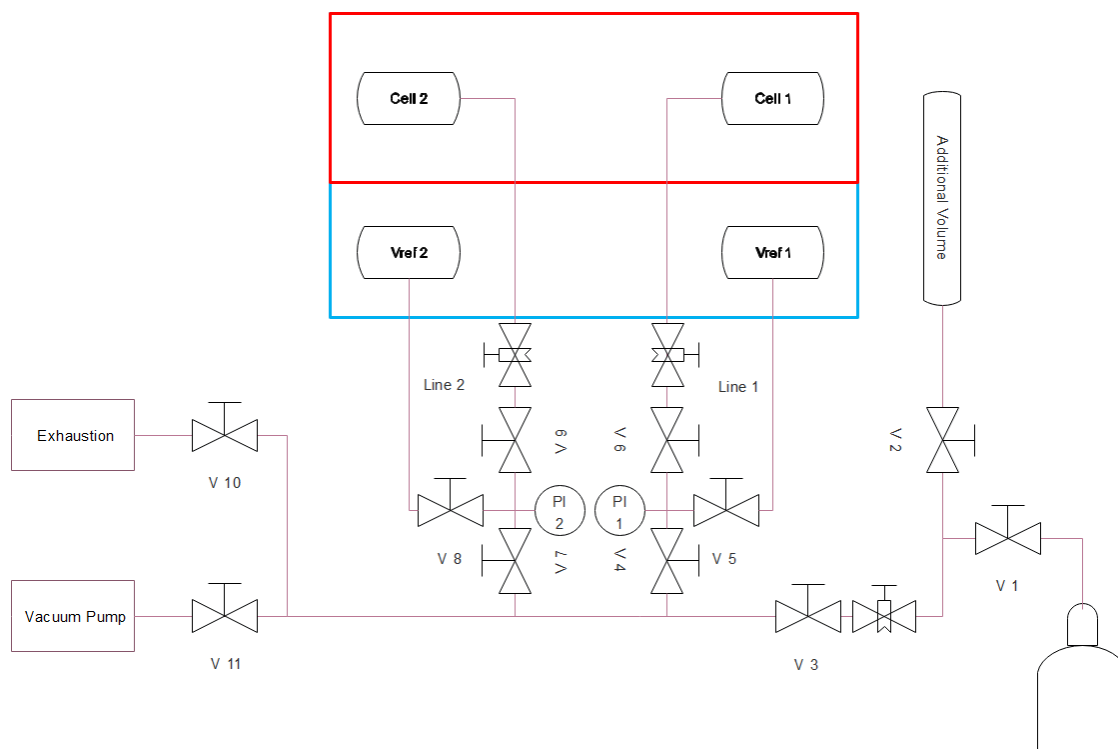 Cell 2
Cell 1
Additional Volume
Vref 2
Vref 1
Line 2
Line 1
Exhaustion
V 10
V 9
V 6
V 2
PI
2
PI
1
V 8
V 7
V 4
V 5
V 1
Vacuum Pump
V 11
V 3